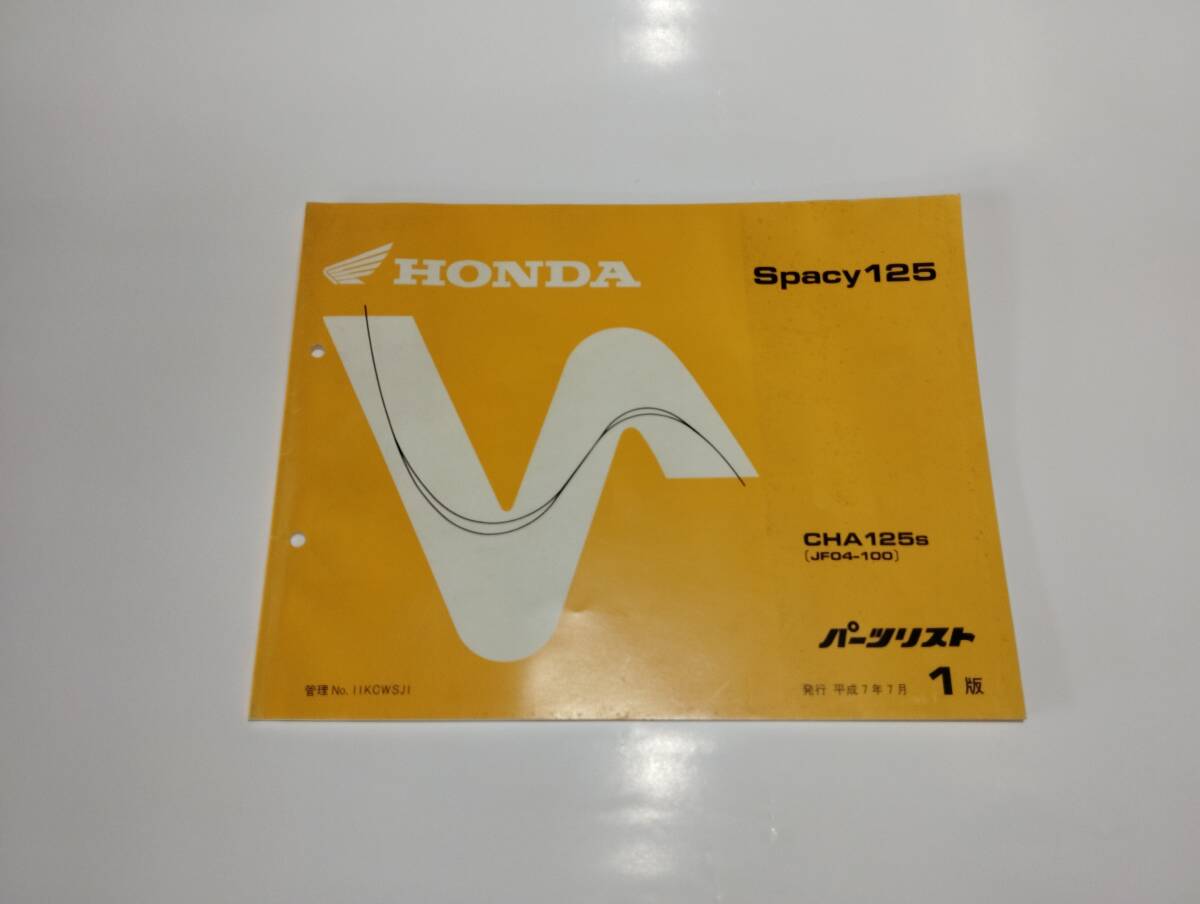 HONDA
Spacy125
CHA125s
(JF04-100)
パーツリスト
管理 No. IIKCWSJI
発行 平成7年7月 1版